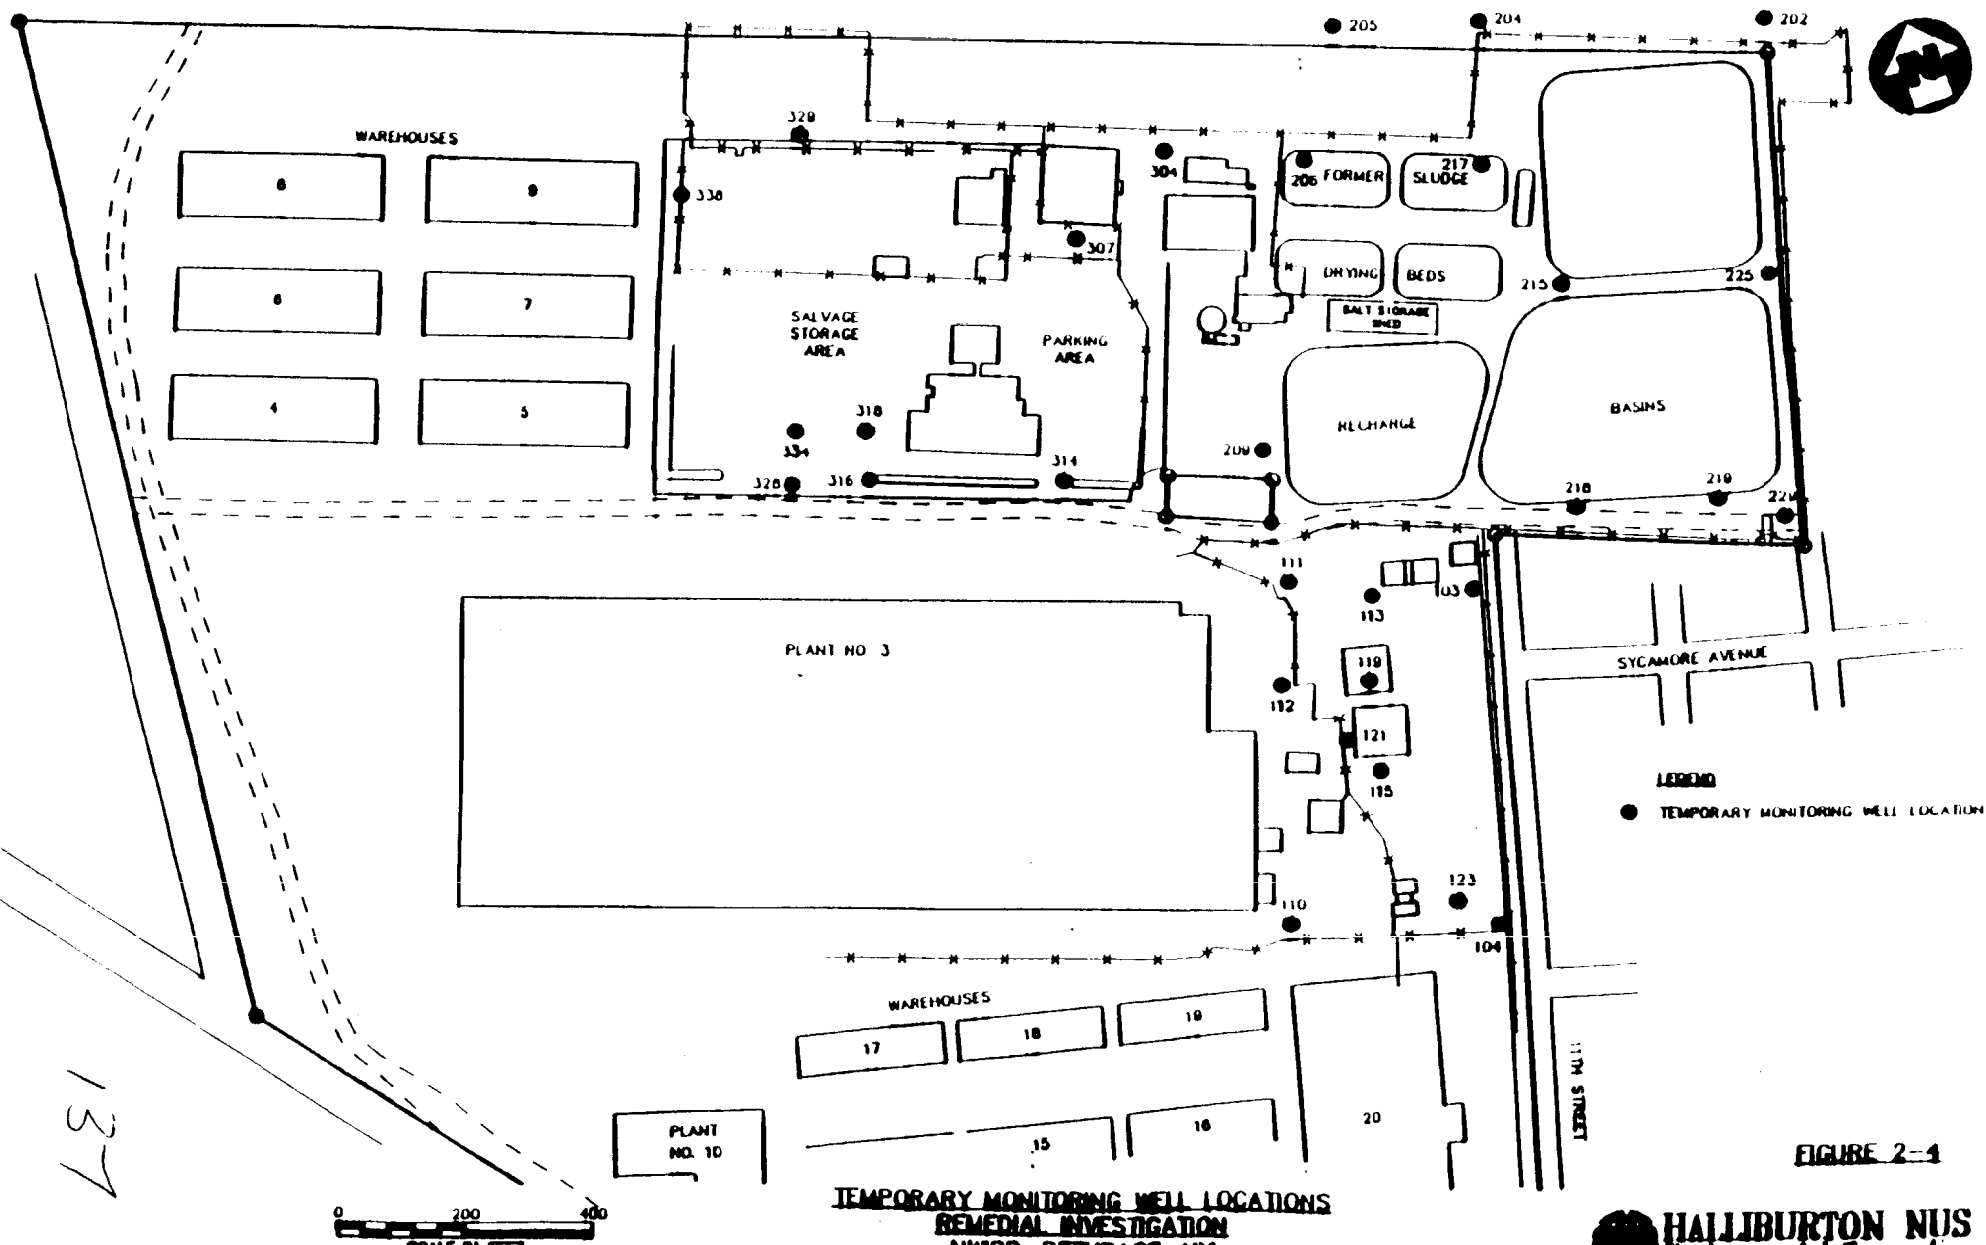 205
204
202
WAREHOUSES
329
8
9
338
304
206 FORMER
217
SLUDGE
307
6
7
DRYING
BEDS
215
225
SALT STORAGE
SHED
SALVAGE
STORAGE
AREA
PARKING
AREA
4
5
334
318
RECHARGE
BASINS
209
328
316
314
218
219
111
113
PLANT NO 3
119
112
121
115
SYCAMORE AVENUE
LEGEND
TEMPORARY MONITORING WELL LOCATION
110
123
104
WAREHOUSES
17
18
19
11TH STREET
137
PLANT
NO. 10
15
16
20
FIGURE 2-4
0 200 400
TEMPORARY MONITORING WELL LOCATIONS
REMEDIAL INVESTIGATION
HALLIBURTON NUS